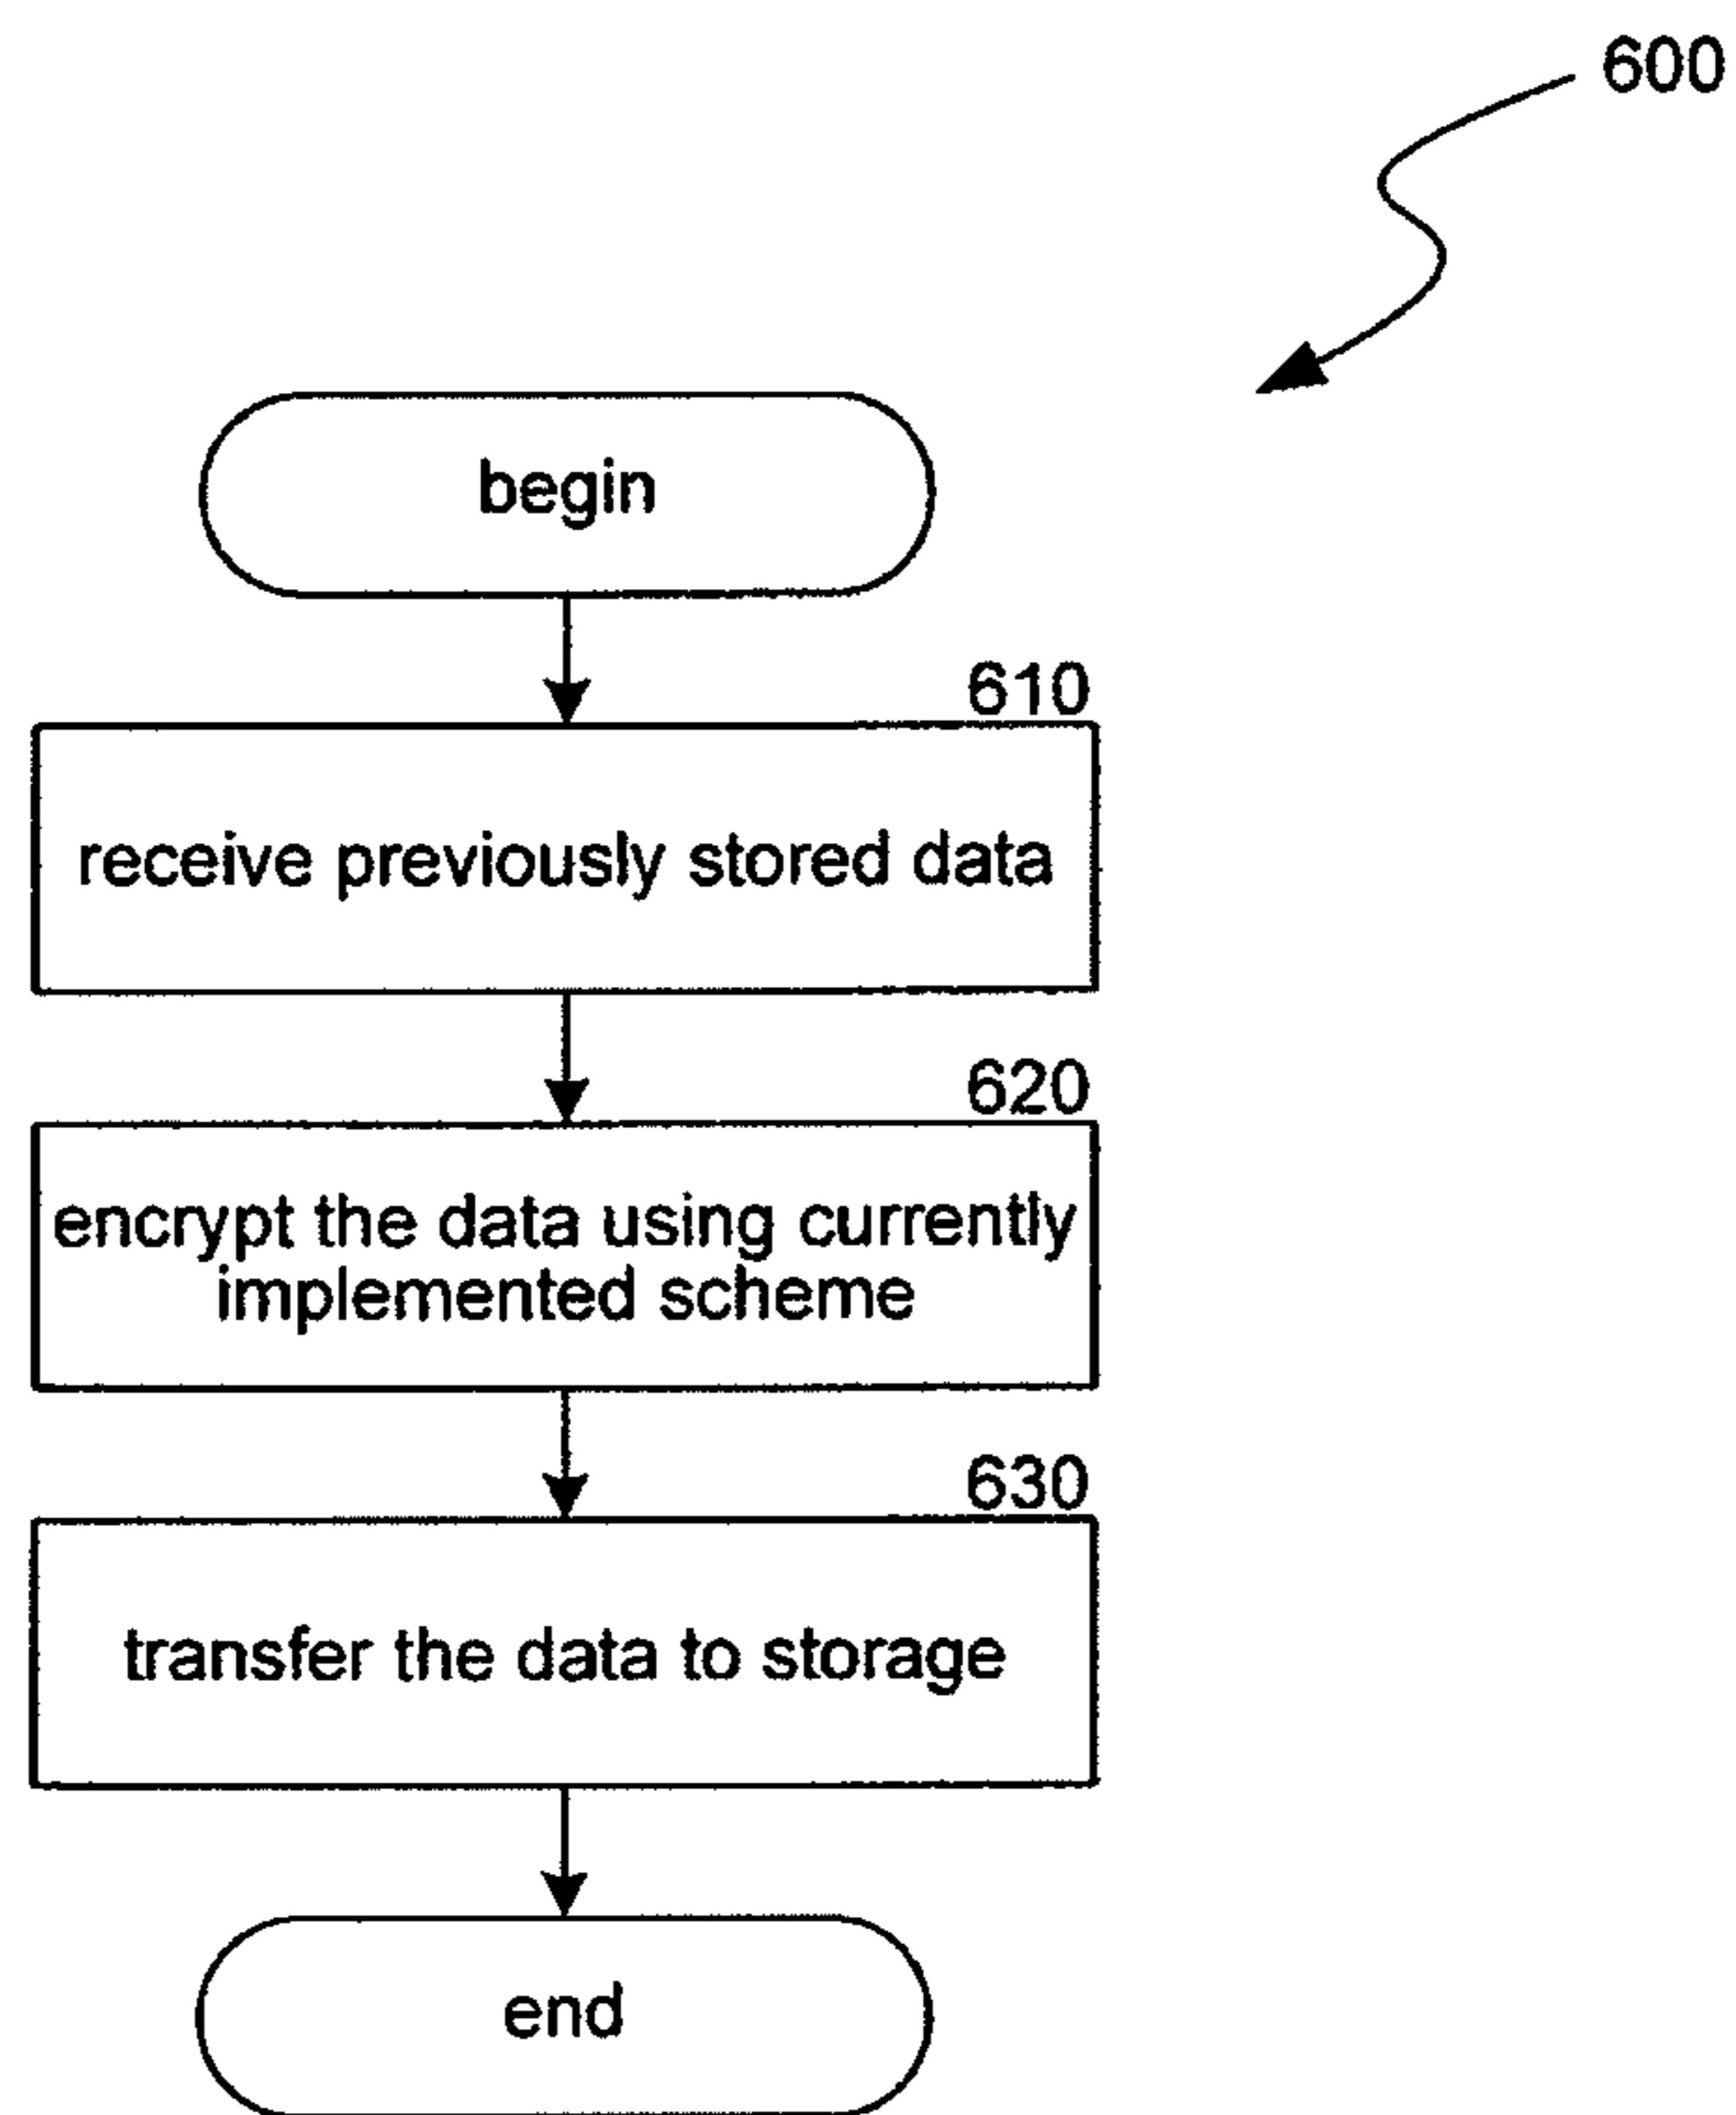 600
begin
610
receive previously stored data
620
encrypt the data using currently
implemented scheme
630
transfer the data to storage
end